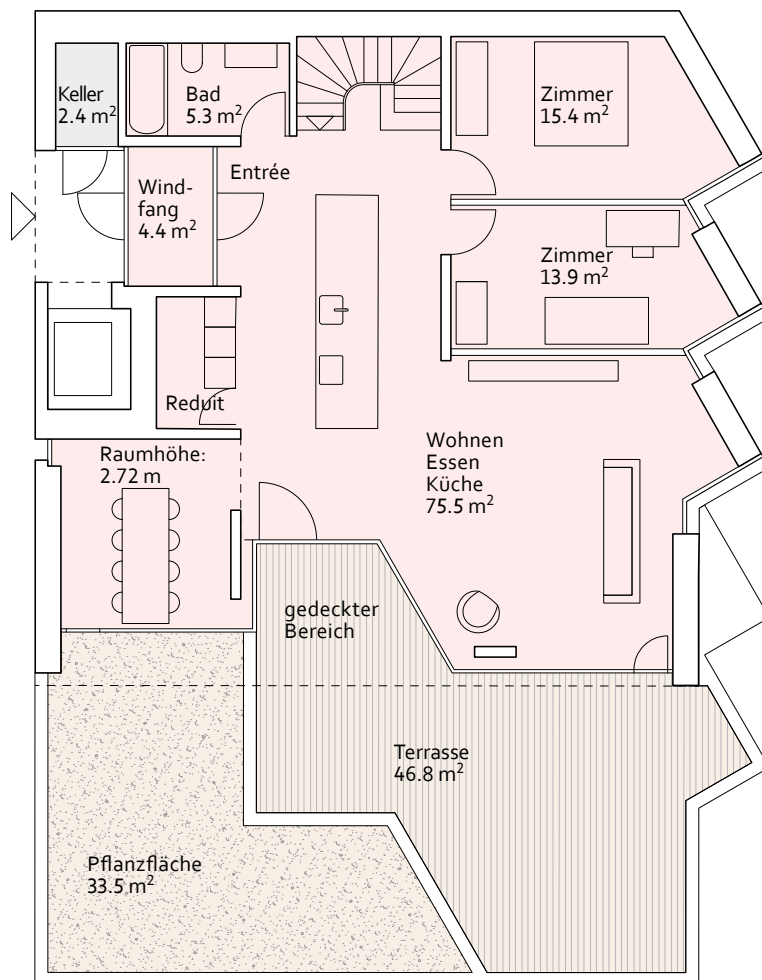 Keller
2.4 m²
Bad
5.3 m²
Zimmer
15.4 m²
Entrée
Wind-
fang
4.4 m²
Zimmer
13.9 m²
Reduit
Raumhöhe:
2.72 m
Wohnen
Essen
Küche
75.5 m²
gedeckter
Bereich
Terrasse
46.8 m²
Pflanzfläche
33.5 m²